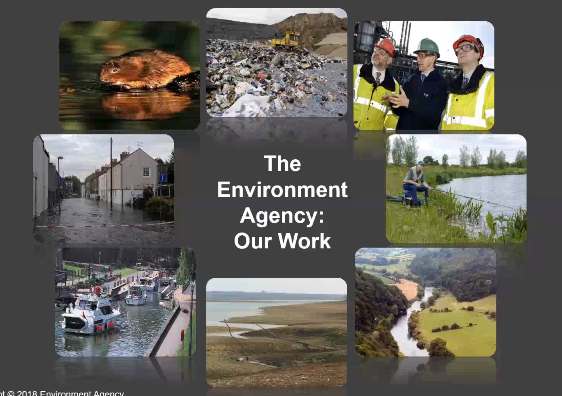 The
Environment
Agency:
Our Work
© 2018 Environment Agency